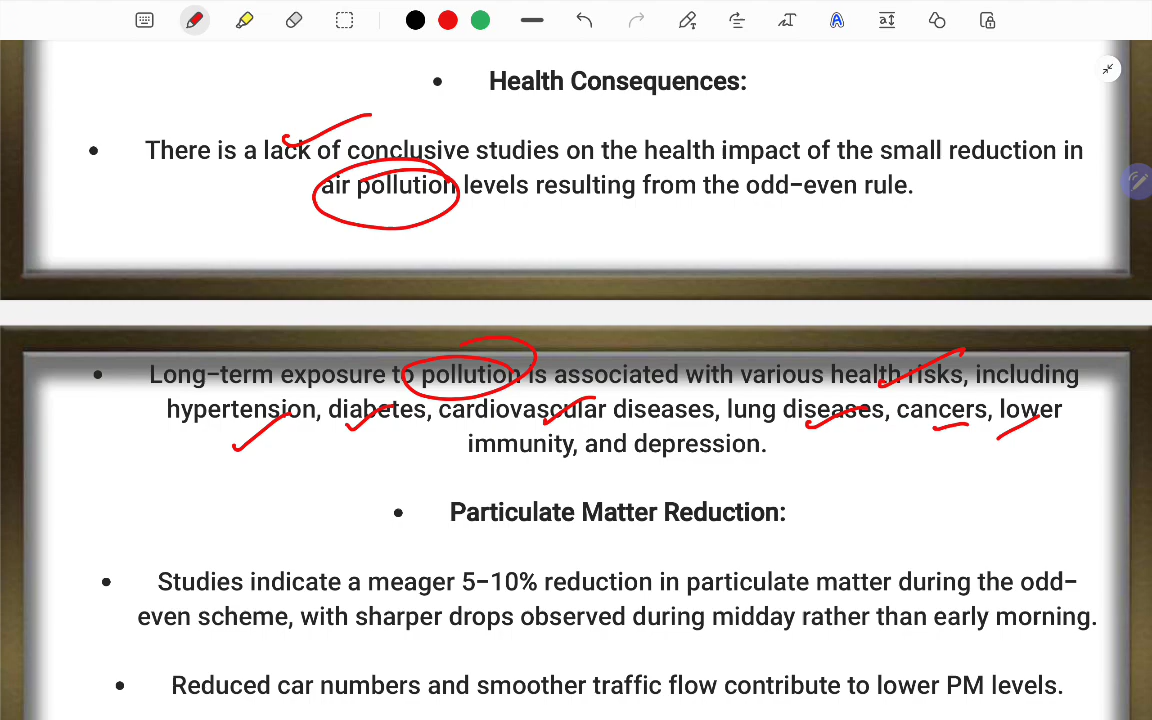 • Health Consequences:
• There is a lack of conclusive studies on the health impact of the small reduction in
air pollution levels resulting from the odd-even rule.
• Long-term exposure to pollution is associated with various health risks, including
hypertension, diabetes, cardiovascular diseases, lung diseases, cancers, lower
immunity, and depression.
• Particulate Matter Reduction:
• Studies indicate a meager 5-10% reduction in particulate matter during the odd-
even scheme, with sharper drops observed during midday rather than early morning.
• Reduced car numbers and smoother traffic flow contribute to lower PM levels.